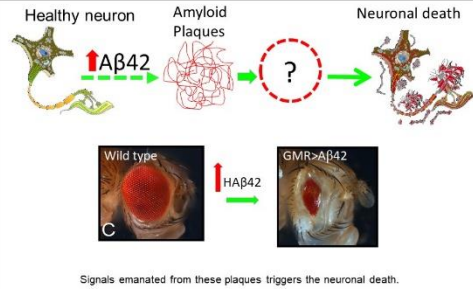 Healthy neuron
Amyloid
Plaques
Neuronal death
Aβ42
?
Wild type
C
HAβ42
GMR>Aβ42
Signals emanated from these plaques triggers the neuronal death.